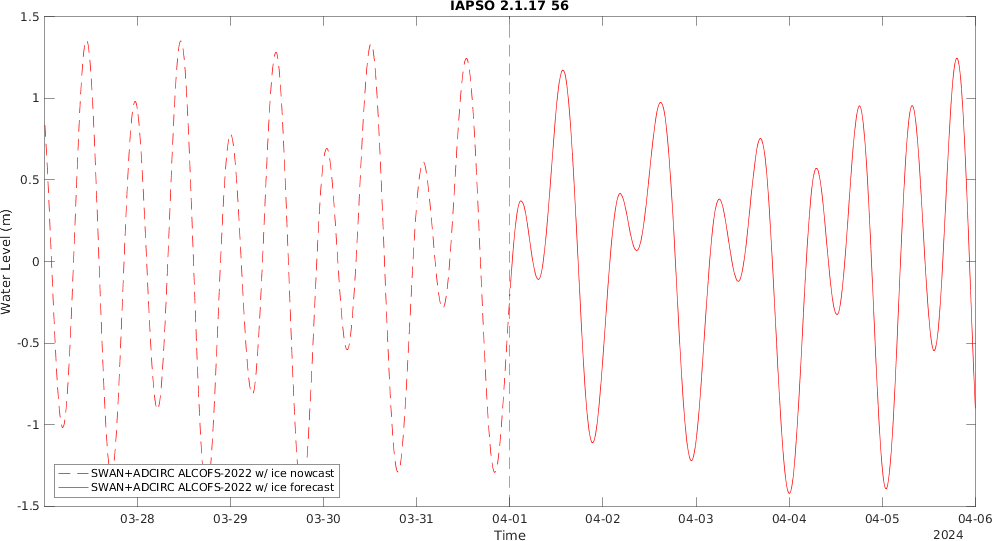 IAPSO 2.1.17 56
1.5
1
0.5
0
-0.5
-1
-1.5
Water Level (m)
SWAN+ADCIRC ALCOFS-2022 w/ ice nowcast
SWAN+ADCIRC ALCOFS-2022 w/ ice forecast
03-28 03-29 03-30 03-31 04-01 04-02 04-03 04-04 04-05 04-06
Time
2024